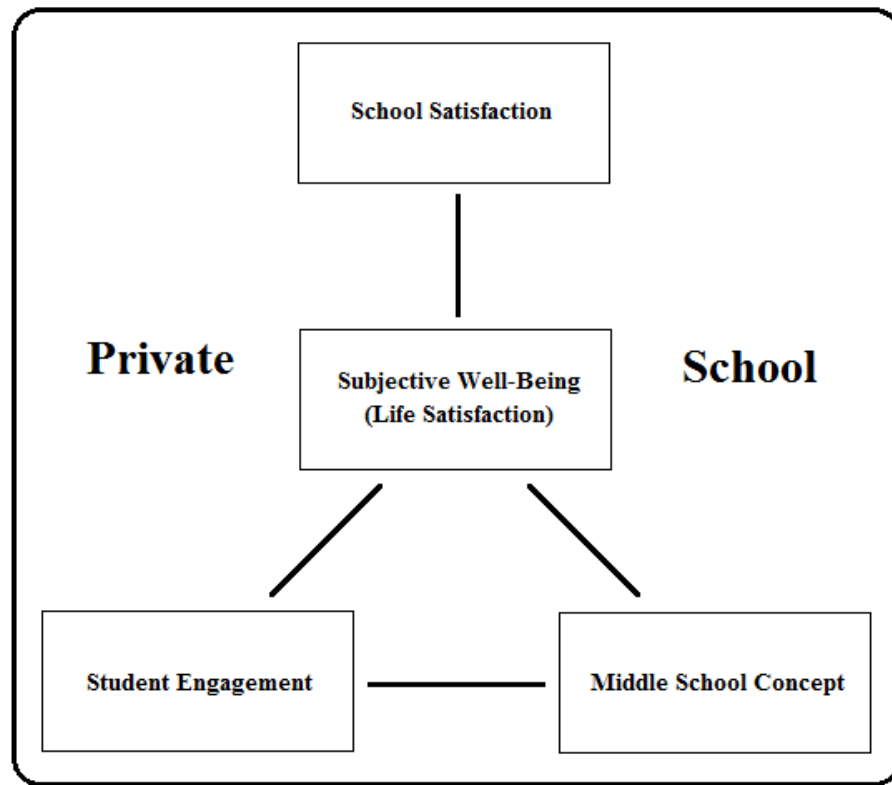 School Satisfaction
Private
School
Subjective Well-Being
(Life Satisfaction)
Student Engagement
Middle School Concept